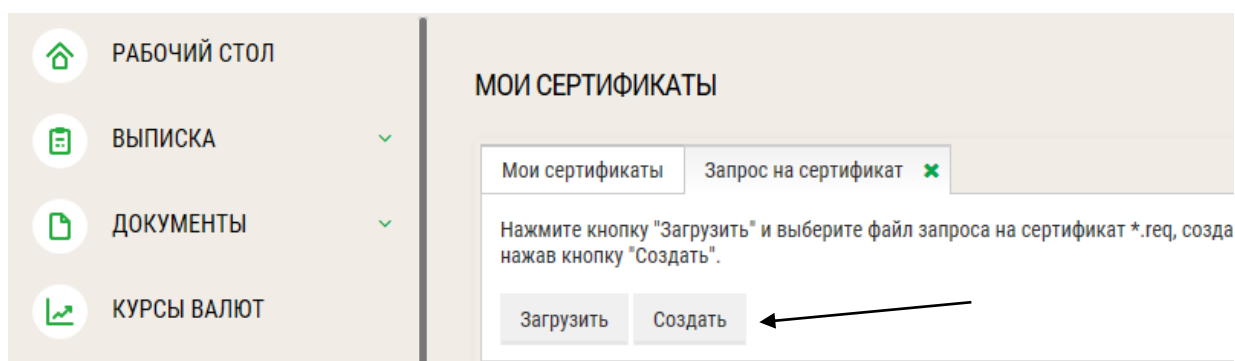 РАБОЧИЙ СТОЛ
ВЫПИСКА
ДОКУМЕНТЫ
КУРСЫ ВАЛЮТ
МОИ СЕРТИФИКАТЫ
Мои сертификаты
Запрос на сертификат
Нажмите кнопку "Загрузить" и выберите файл запроса на сертификат *.req, созда
нажав кнопку "Создать".
Загрузить
Создать